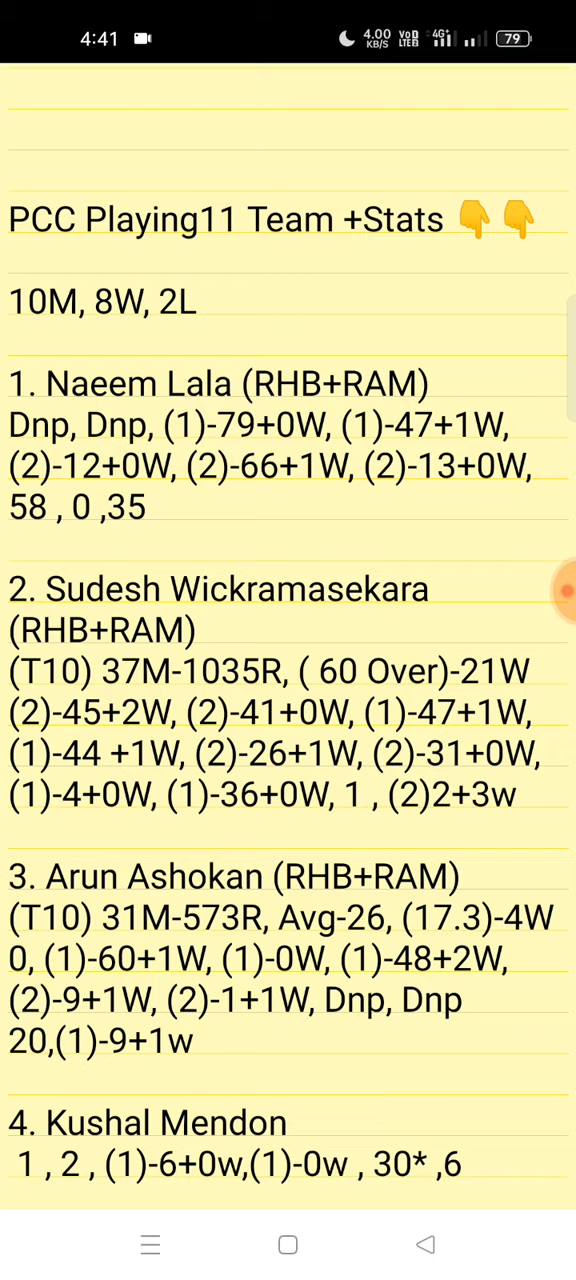 4:41 4.00 KB/S VoD LTE2 4G+ 79
PCC Playing11 Team +Stats 👇👇
10M, 8W, 2L
1. Naeem Lala (RHB+RAM)
Dnp, Dnp, (1)-79+0W, (1)-47+1W,
(2)-12+0W, (2)-66+1W, (2)-13+0W,
58 , 0 ,35
2. Sudesh Wickramasekara
(RHB+RAM)
(T10) 37M-1035R, ( 60 Over)-21W
(2)-45+2W, (2)-41+0W, (1)-47+1W,
(1)-44 +1W, (2)-26+1W, (2)-31+0W,
(1)-4+0W, (1)-36+0W, 1 , (2)2+3w
3. Arun Ashokan (RHB+RAM)
(T10) 31M-573R, Avg-26, (17.3)-4W
0, (1)-60+1W, (1)-0W, (1)-48+2W,
(2)-9+1W, (2)-1+1W, Dnp, Dnp
20,(1)-9+1w
4. Kushal Mendon
1 , 2 , (1)-6+0w,(1)-0w , 30* ,6